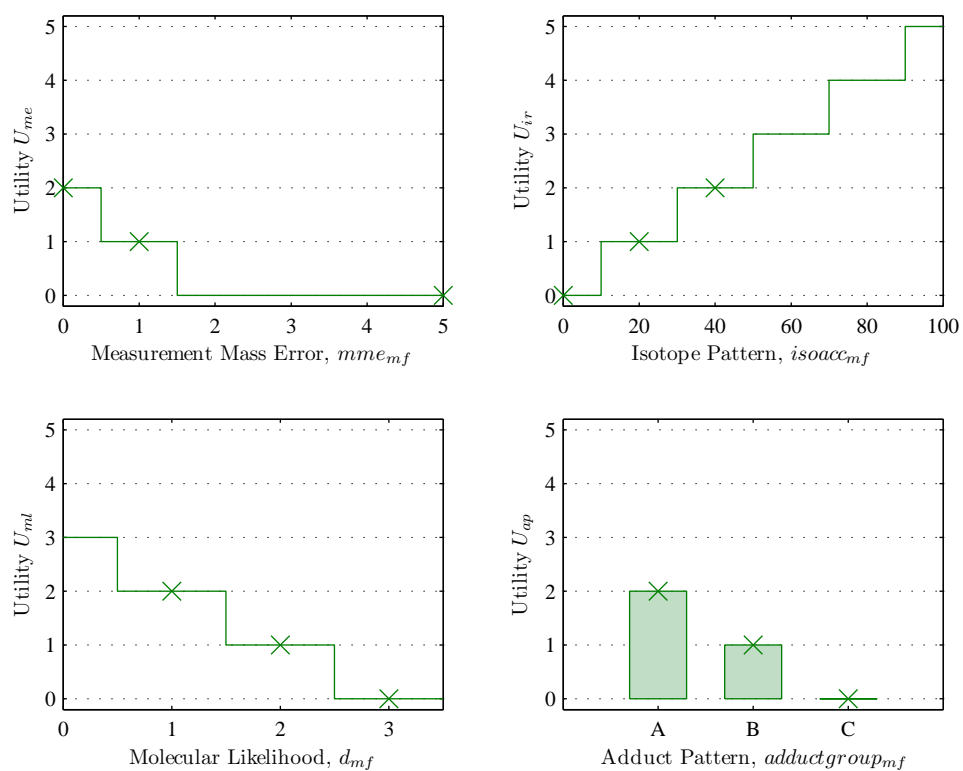 5
4
3
2
1
0
Utility U_me
0 1 2 3 4 5
Measurement Mass Error, mme_mf
5
4
3
2
1
0
Utility U_ir
0 20 40 60 80 100
Isotope Pattern, isoacc_mf
5
4
3
2
1
0
Utility U_ml
0 1 2 3
Molecular Likelihood, d_mf
5
4
3
2
1
0
Utility U_ap
A B C
Adduct Pattern, adductgroup_mf